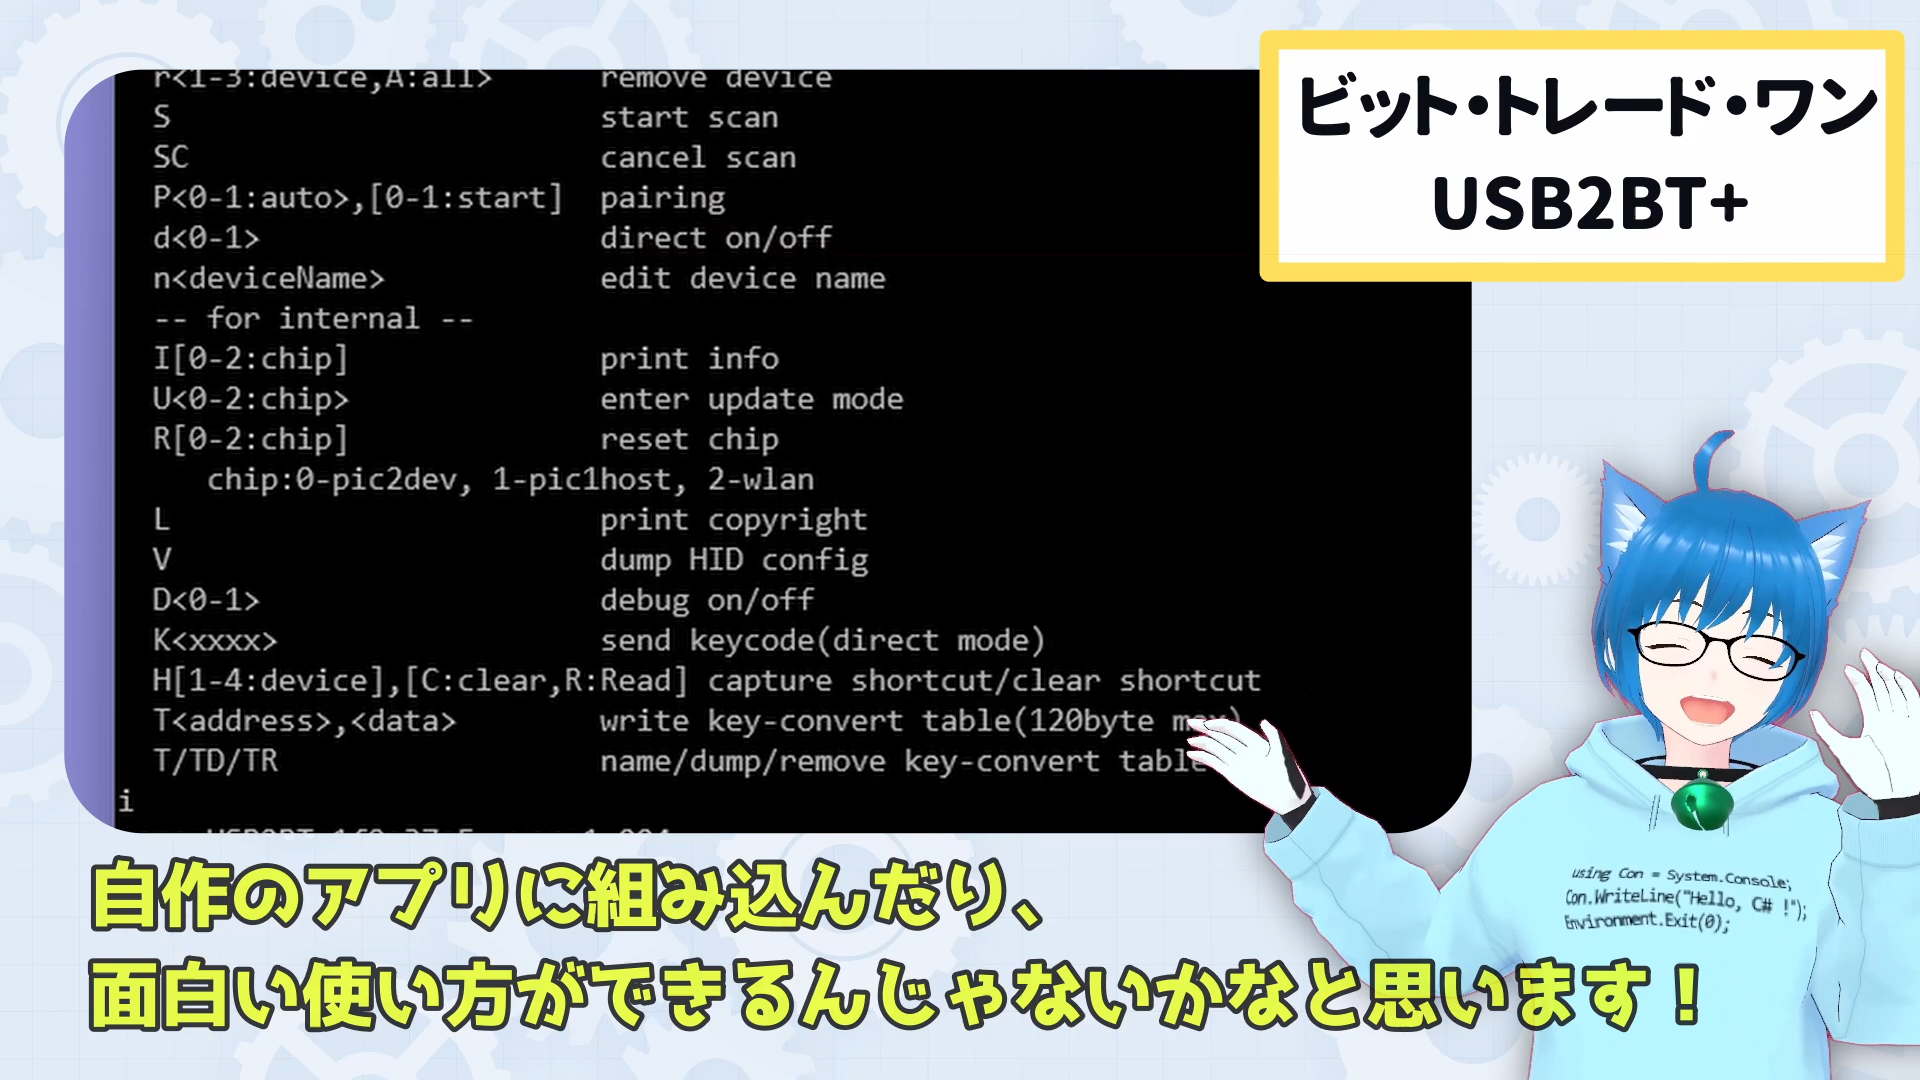 r<1-3:device,A:all> remove device
S start scan
SC cancel scan
P<0-1:auto>,[0-1:start] pairing
d<0-1> direct on/off
n<deviceName> edit device name
-- for internal --
I[0-2:chip] print info
U<0-2:chip> enter update mode
R[0-2:chip] reset chip
chip:0-pic2dev, 1-pic1host, 2-wlan
L print copyright
V dump HID config
D<0-1> debug on/off
K<xxxx> send keycode(direct mode)
H[1-4:device],[C:clear,R:Read] capture shortcut/clear shortcut
T<address>,<data> write key-convert table(120byte max)
T/TD/TR name/dump/remove key-convert table
i
ビット・トレード・ワン
USB2BT+
using Con = System.Console;
Con.WriteLine("Hello, C# !");
Environment.Exit(0);
自作のアプリに組み込んだり、
面白い使い方ができるんじゃないかなと思います！